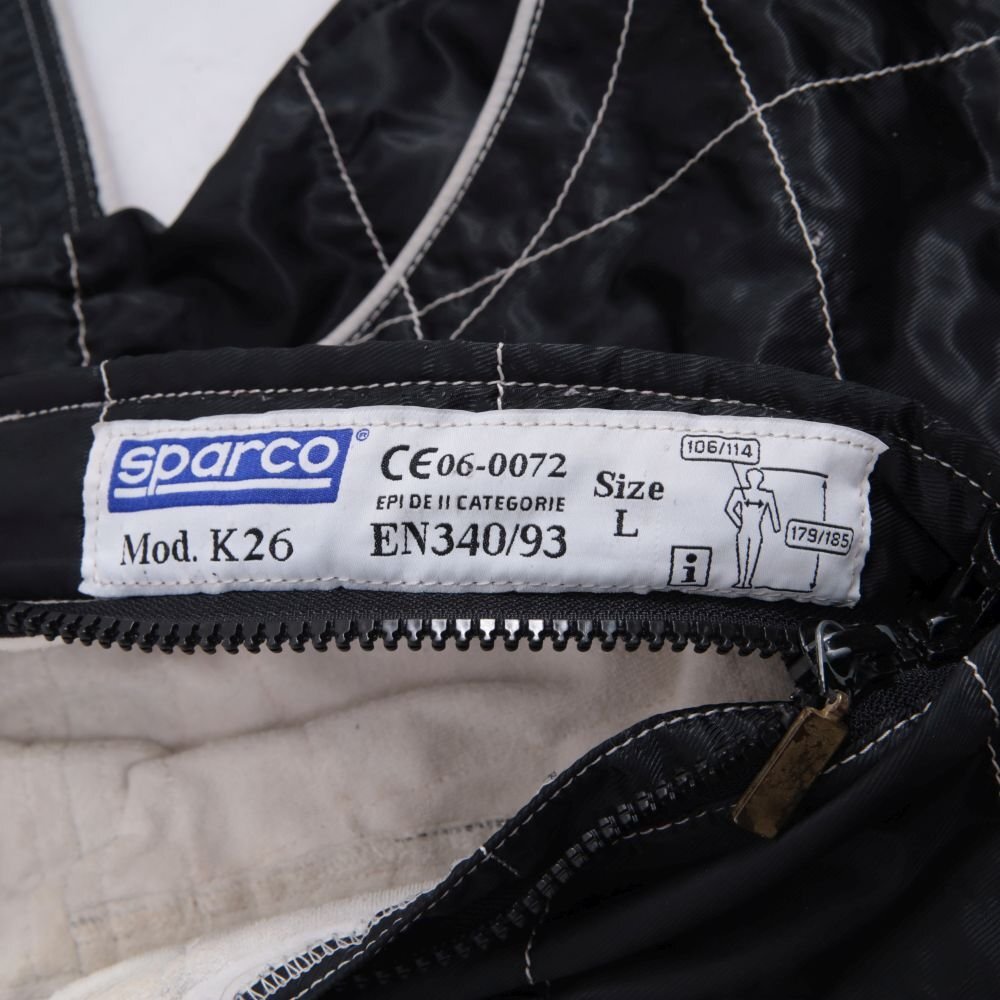 sparco®
Mod. K26
CE06-0072
EPI DE II CATEGORIE
EN340/93
Size
L
106/114
179/185
i